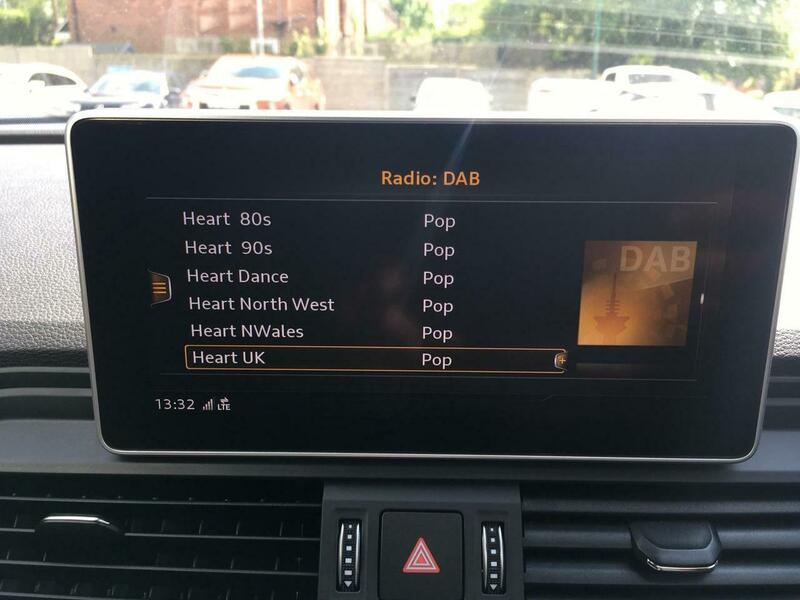 Radio: DAB
Heart 80s Pop
Heart 90s Pop
Heart Dance Pop
Heart North West Pop
Heart NWales Pop
Heart UK Pop
DAB
13:32 LTE